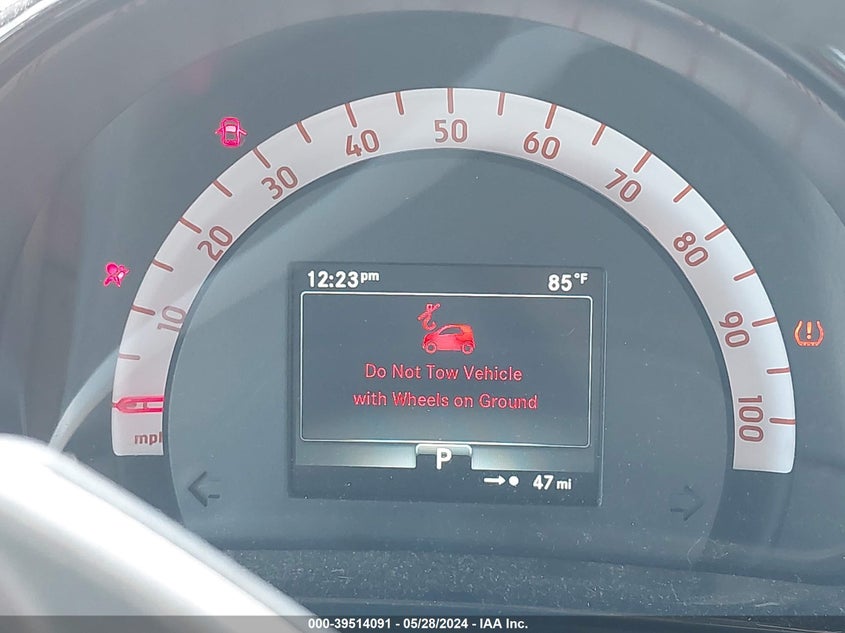 50
40
60
30
70
20
80
10
90
100
mph
12:23pm
85°F
Do Not Tow Vehicle
with Wheels on Ground
P
47 mi
000-39514091 - 05/28/2024 - IAA Inc.